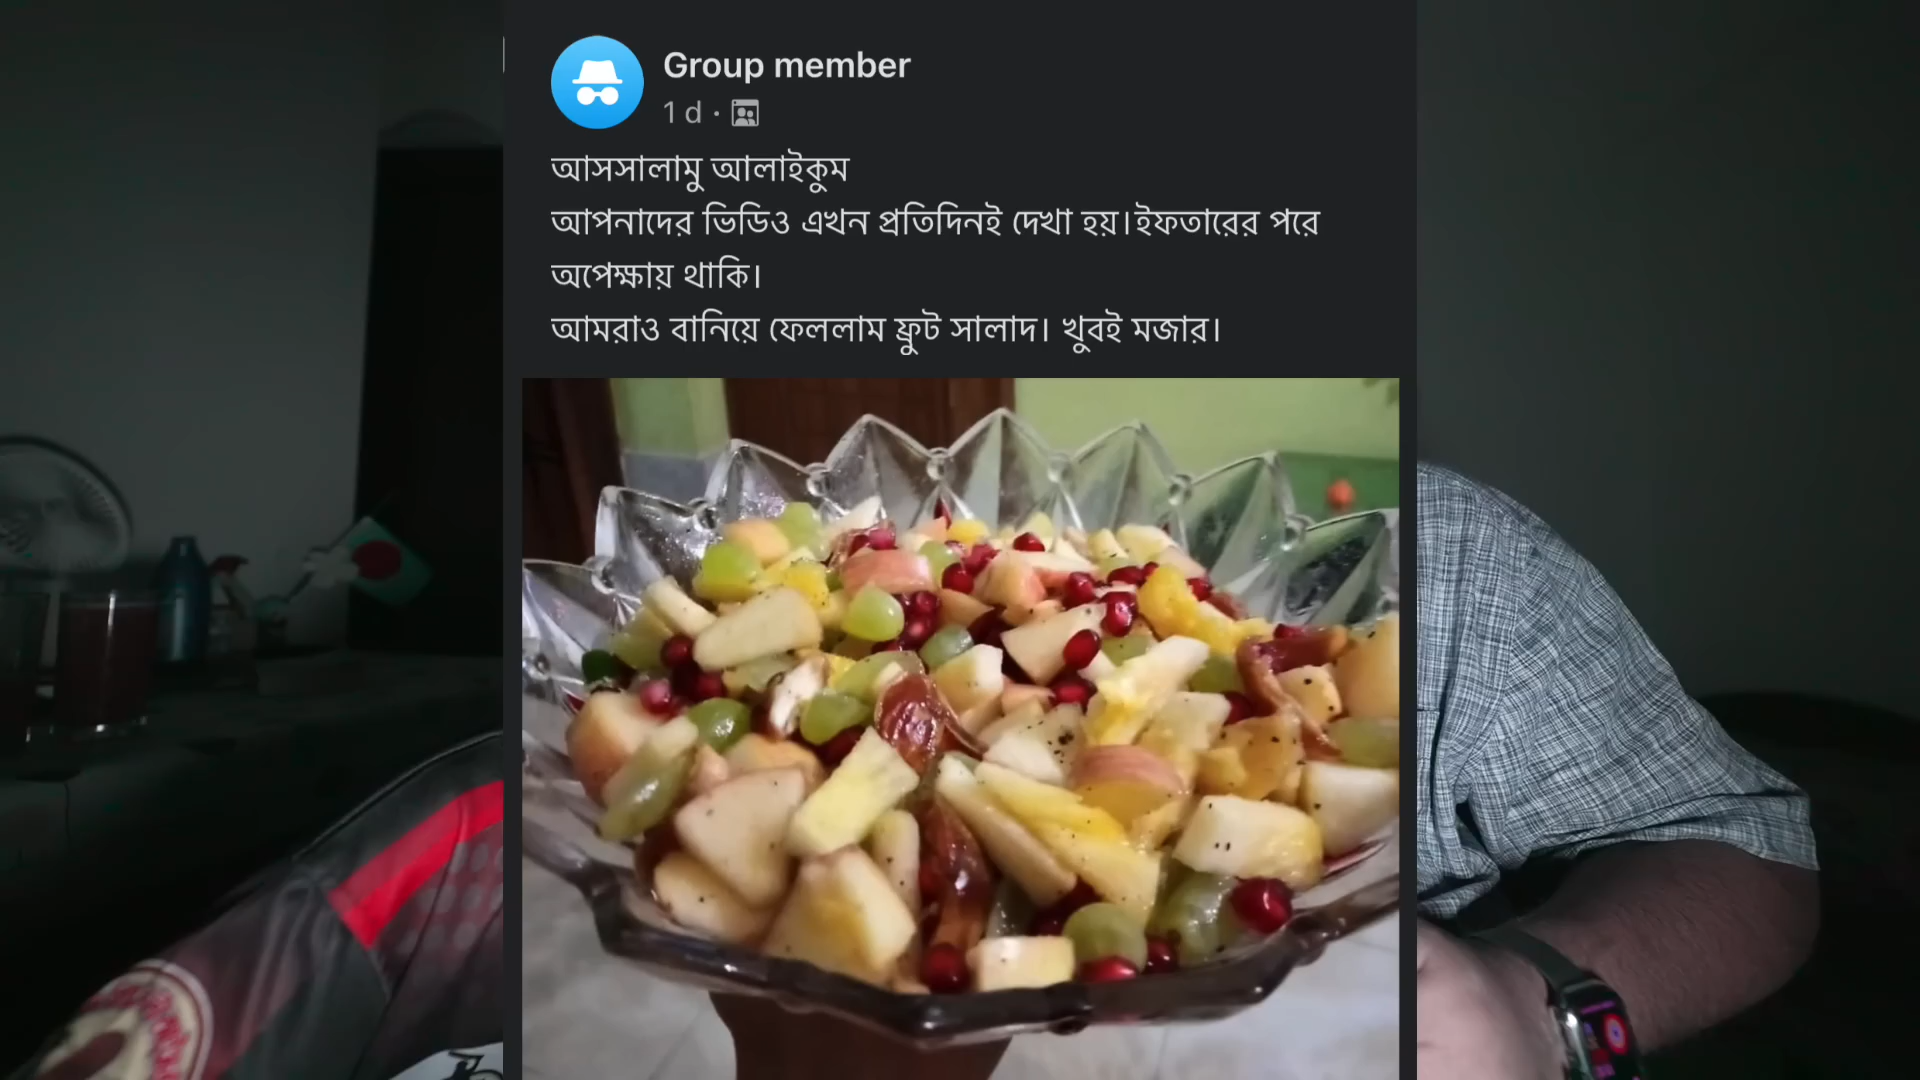 Group member
1 d ·
আসসালামু আলাইকুম
আপনাদের ভিডিও এখন প্রতিদিনই দেখা হয়।ইফতারের পরে
অপেক্ষায় থাকি।
আমরাও বানিয়ে ফেললাম ফ্রুট সালাদ। খুবই মজার।